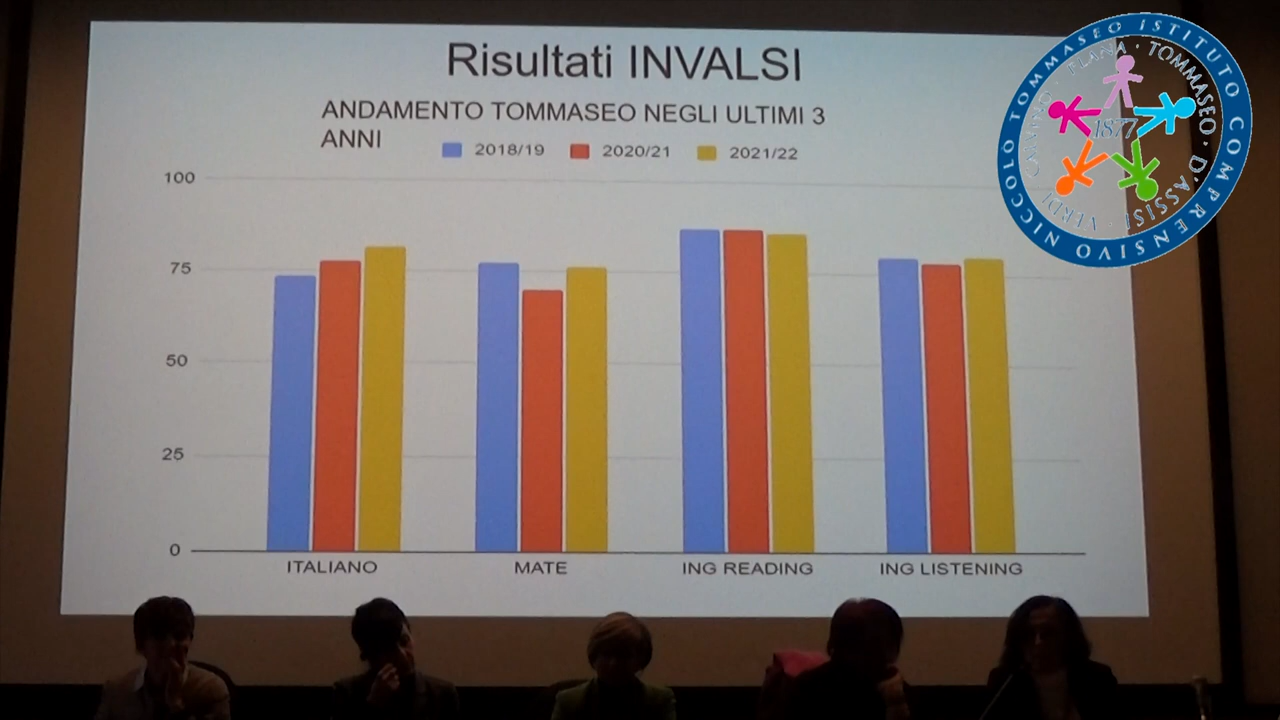 Risultati INVALSI
ANDAMENTO TOMMASEO NEGLI ULTIMI 3
ANNI
2018/19 2020/21 2021/22
100
75
50
25
0
ITALIANO MATE ING READING ING LISTENING
ISTITUTO COMPRENSIVO NICCOLÒ TOMMASEO
TOMMASEO · D'ASSISI · VERDI
1877